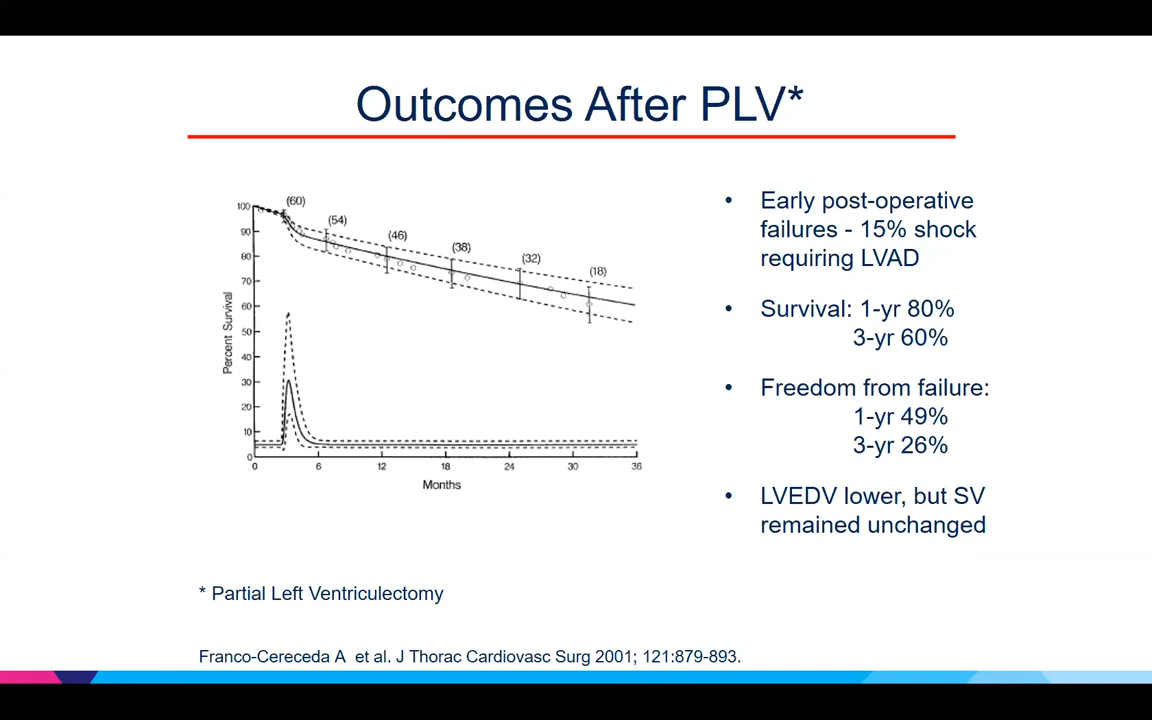 Outcomes After PLV*
Percent Survival
100
90
80
70
60
50
40
30
20
10
0
(60)
(54)
(46)
(38)
(32)
(18)
0 6 12 18 24 30 36
Months
• Early post-operative
failures - 15% shock
requiring LVAD
• Survival: 1-yr 80%
3-yr 60%
• Freedom from failure:
1-yr 49%
3-yr 26%
• LVEDV lower, but SV
remained unchanged
* Partial Left Ventriculectomy
Franco-Cereceda A et al. J Thorac Cardiovasc Surg 2001; 121:879-893.